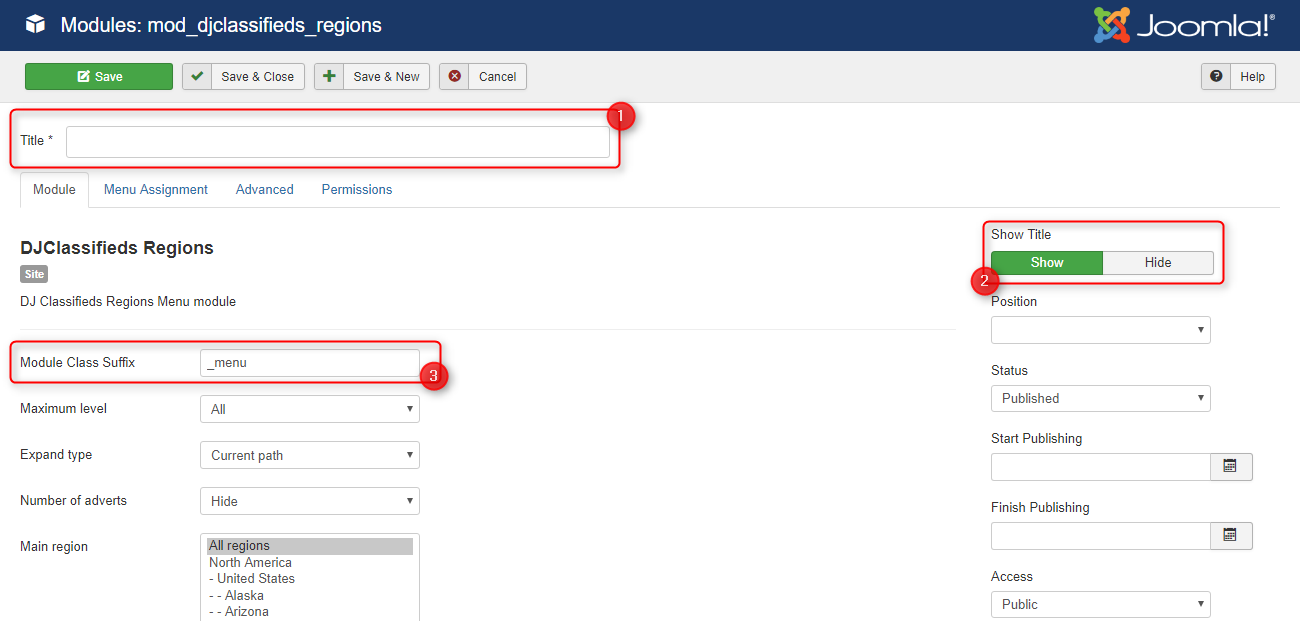 Modules: mod_djclassifieds_regions
Joomla!®
Save
Save & Close
Save & New
Cancel
? Help
1
Title *
Module
Menu Assignment
Advanced
Permissions
DJClassifieds Regions
Site
DJ Classifieds Regions Menu module
Module Class Suffix
_menu
3
Maximum level
All
Expand type
Current path
Number of adverts
Hide
Main region
All regions
North America
- United States
- - Alaska
- - Arizona
Show Title
Show
Hide
2
Position
Status
Published
Start Publishing
Finish Publishing
Access
Public